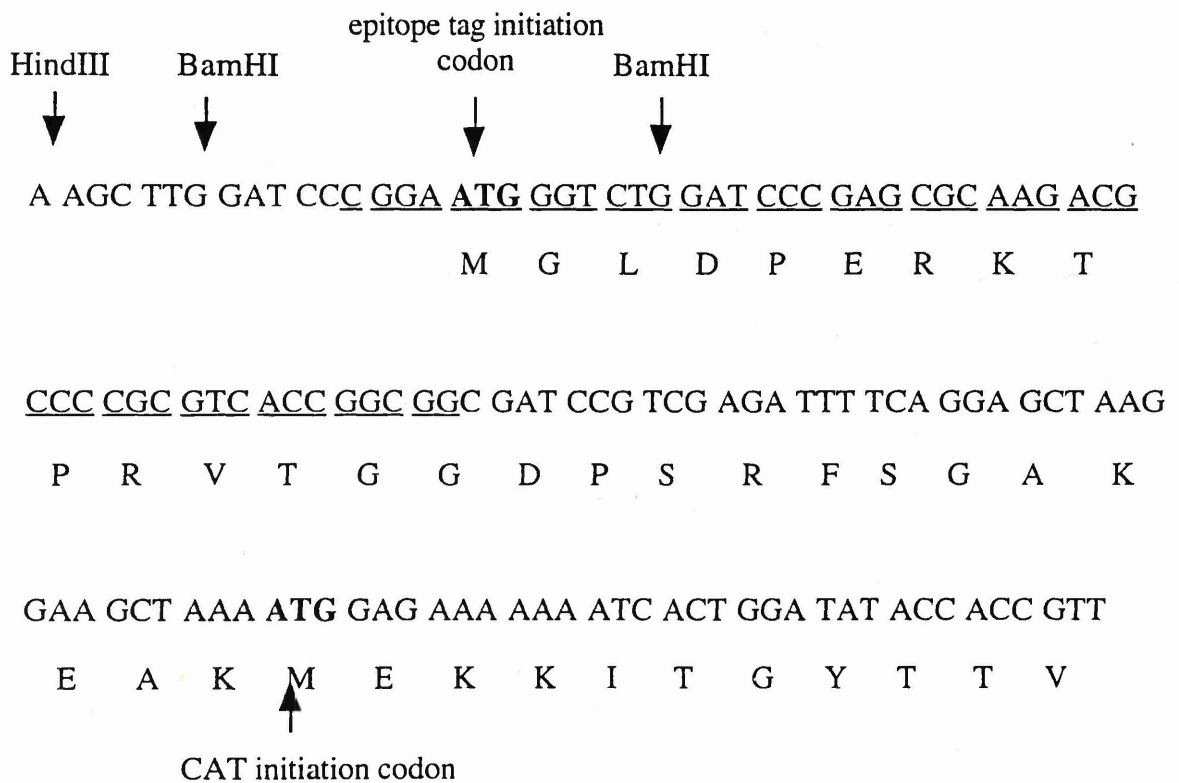 epitope tag initiation
HindIII BamHI codon BamHI
A AGC TTG GAT CCC GGA ATG GGT CTG GAT CCC GAG CGC AAG ACG
M G L D P E R K T
CCC CGC GTC ACC GGC GGC GAT CCG TCG AGA TTT TCA GGA GCT AAG
P R V T G G D P S R F S G A K
GAA GCT AAA ATG GAG AAA AAA ATC ACT GGA TAT ACC ACC GTT
E A K M E K K I T G Y T T V
CAT initiation codon